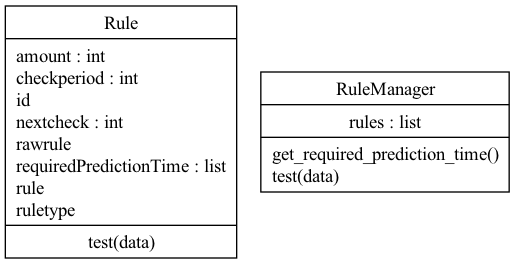 Rule
amount : int
checkperiod : int
id
nextcheck : int
rawrule
requiredPredictionTime : list
rule
ruletype
test(data)
RuleManager
rules : list
get_required_prediction_time()
test(data)